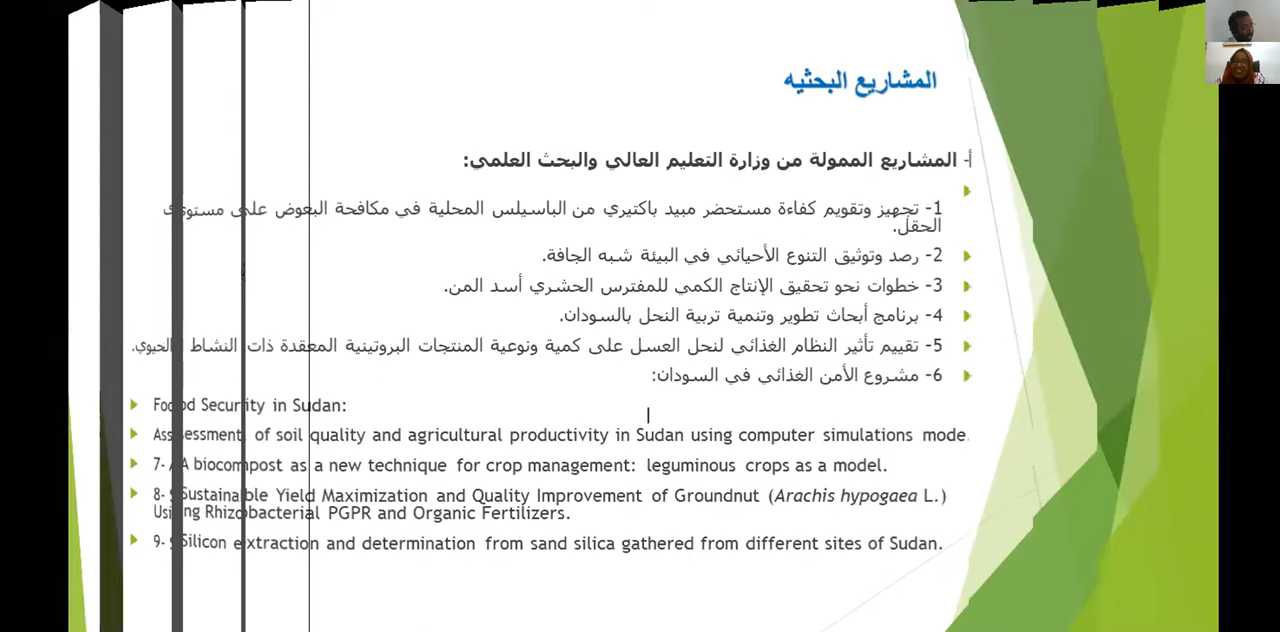 المشاريع البحثيه
أ- المشاريع الممولة من وزارة التعليم العالي والبحث العلمي:
1- تجهيز وتقويم كفاءة مستحضر مبيد باكتيري من الباسيلس المحلية في مكافحة البعوض على مستوى
الحقل.
2- رصد وتوثيق التنوع الأحيائي في البيئة شبه الجافة.
3- خطوات نحو تحقيق الإنتاج الكمي للمفترس الحشري أسد المن.
4- برنامج أبحاث تطوير وتنمية تربية النحل بالسودان.
5- تقييم تأثير النظام الغذائي لنحل العسل على كمية ونوعية المنتجات البروتينية المعقدة ذات النشاط الحيوي.
6- مشروع الأمن الغذائي في السودان:
Food Security in Sudan:
Assessment of soil quality and agricultural productivity in Sudan using computer simulations mode
7- A biocompost as a new technique for crop management: leguminous crops as a model.
8- Sustainable Yield Maximization and Quality Improvement of Groundnut (Arachis hypogaea L.)
Using Rhizobacterial PGPR and Organic Fertilizers.
9- Silicon extraction and determination from sand silica gathered from different sites of Sudan.